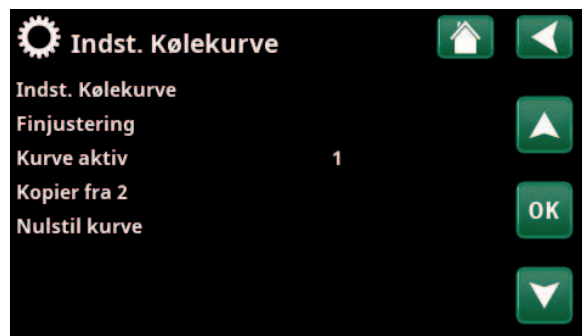 Indst. Kølekurve
Indst. Kølekurve
Finjustering
Kurve aktiv 1
Kopier fra 2
Nulstil kurve
OK